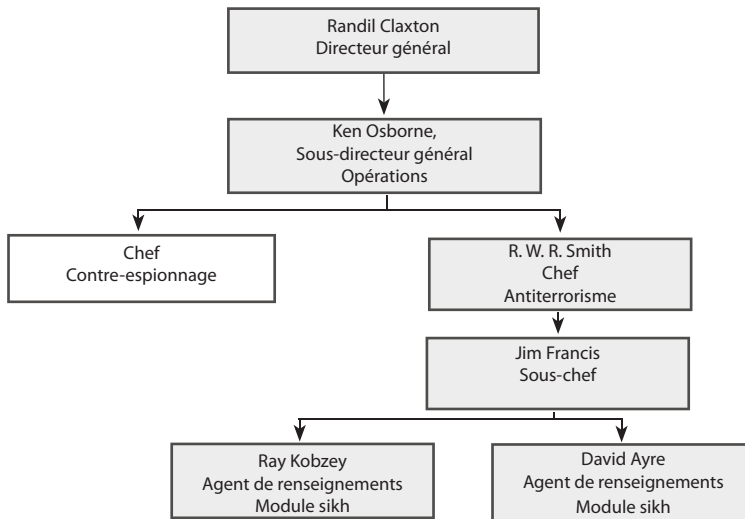 Randil Claxton
Directeur général
Ken Osborne,
Sous-directeur général
Opérations
Chef
Contre-espionnage
R. W. R. Smith
Chef
Antiterrorisme
Jim Francis
Sous-chef
Ray Kobzey
Agent de renseignements
Module sikh
David Ayre
Agent de renseignements
Module sikh